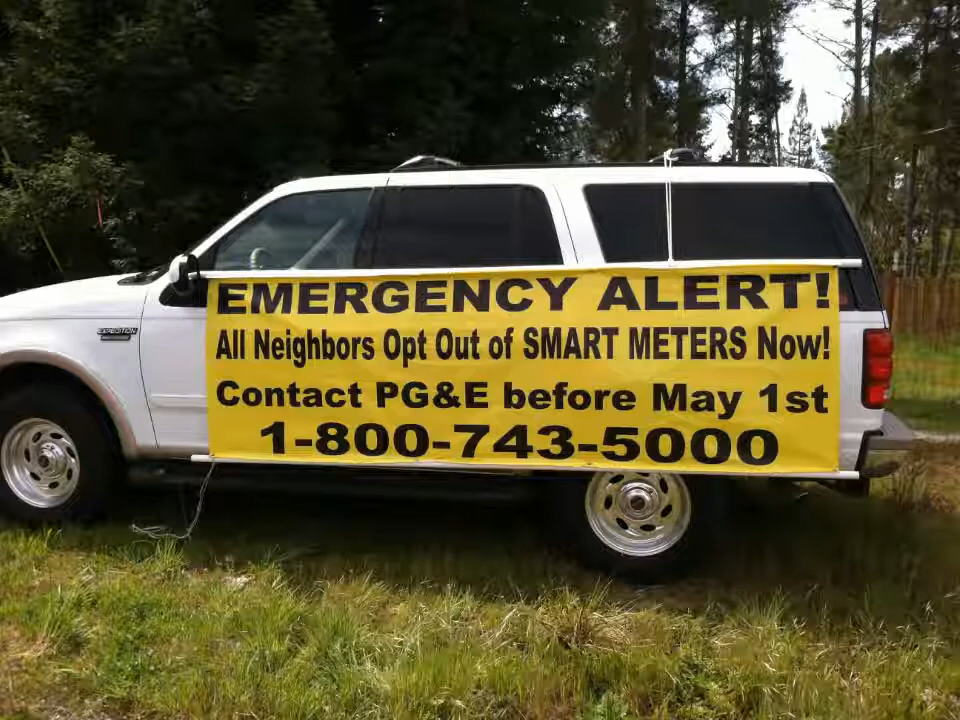 EMERGENCY ALERT!
All Neighbors Opt Out of SMART METERS Now!
Contact PG&E before May 1st
1-800-743-5000
EXPEDITION